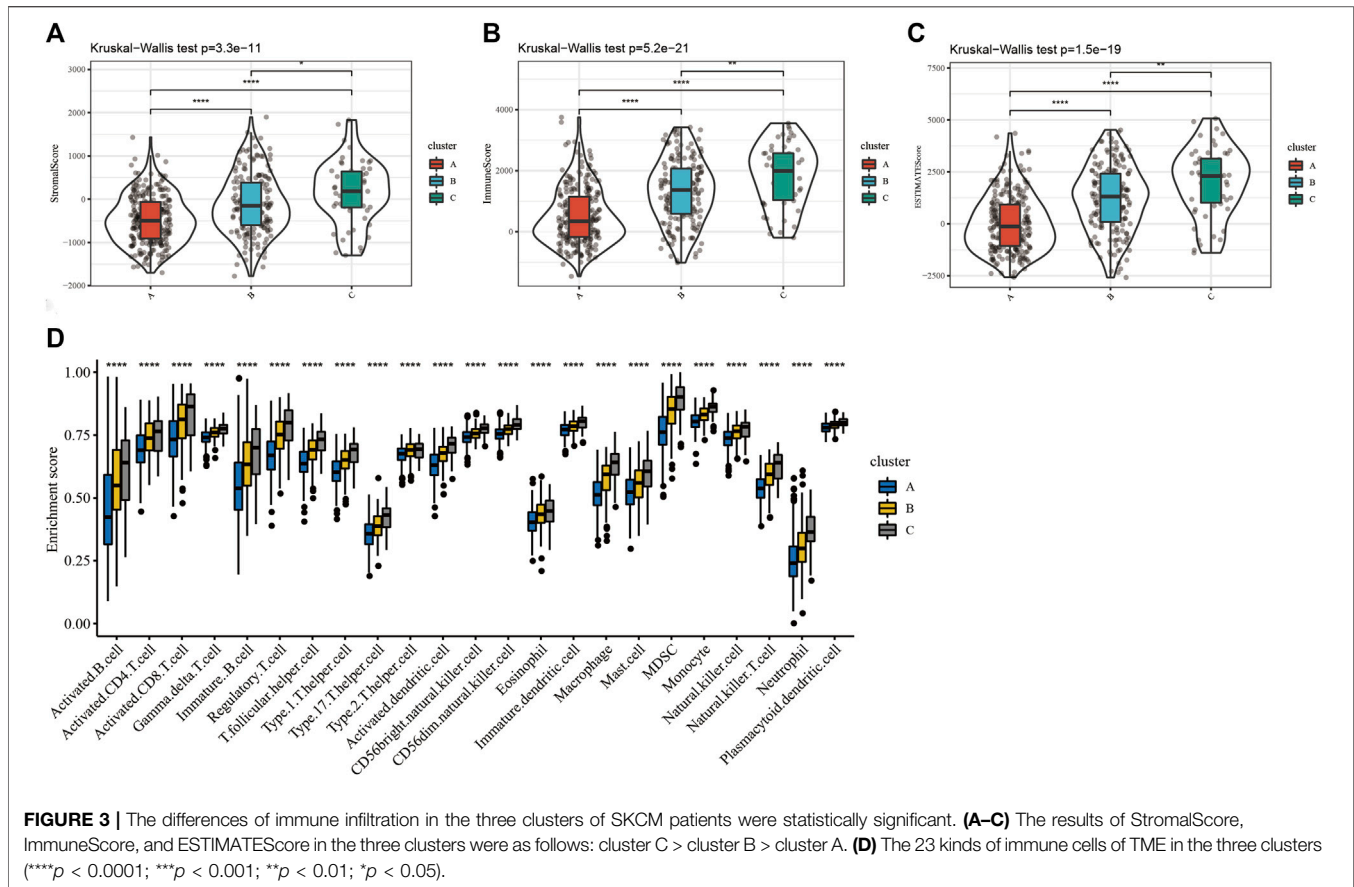 A
Kruskal−Wallis test p=3.3e−11
3000
2000
1000
0
−1000
−2000
StromalScore
****
****
*
A
B
C
cluster
A
B
C
B
Kruskal−Wallis test p=5.2e−21
4000
2000
0
ImmuneScore
****
****
**
A
B
C
cluster
A
B
C
C
Kruskal−Wallis test p=1.5e−19
7500
5000
2500
0
−2500
ESTIMATEScore
****
****
**
A
B
C
cluster
A
B
C
D
**** **** **** **** **** **** **** **** **** **** **** **** **** **** **** **** **** **** **** **** **** **** ****
1.00
0.75
0.50
0.25
0.00
Enrichment score
Activated.B.cell
Activated.CD4.T.cell
Activated.CD8.T.cell
Gamma.delta.T.cell
Immature..B.cell
Regulatory.T.cell
T.follicular.helper.cell
Type.1.T.helper.cell
Type.17.T.helper.cell
Type.2.T.helper.cell
Activated.dendritic.cell
CD56bright.natural.killer.cell
CD56dim.natural.killer.cell
Eosinophil
Immature.dendritic.cell
Macrophage
Mast.cell
MDSC
Monocyte
Natural.killer.cell
Natural.killer.T.cell
Neutrophil
Plasmacytoid.dendritic.cell
cluster
A
B
C
FIGURE 3 | The differences of immune infiltration in the three clusters of SKCM patients were statistically significant. (A–C) The results of StromalScore,
ImmuneScore, and ESTIMATEScore in the three clusters were as follows: cluster C > cluster B > cluster A. (D) The 23 kinds of immune cells of TME in the three clusters
(****p < 0.0001; ***p < 0.001; **p < 0.01; *p < 0.05).